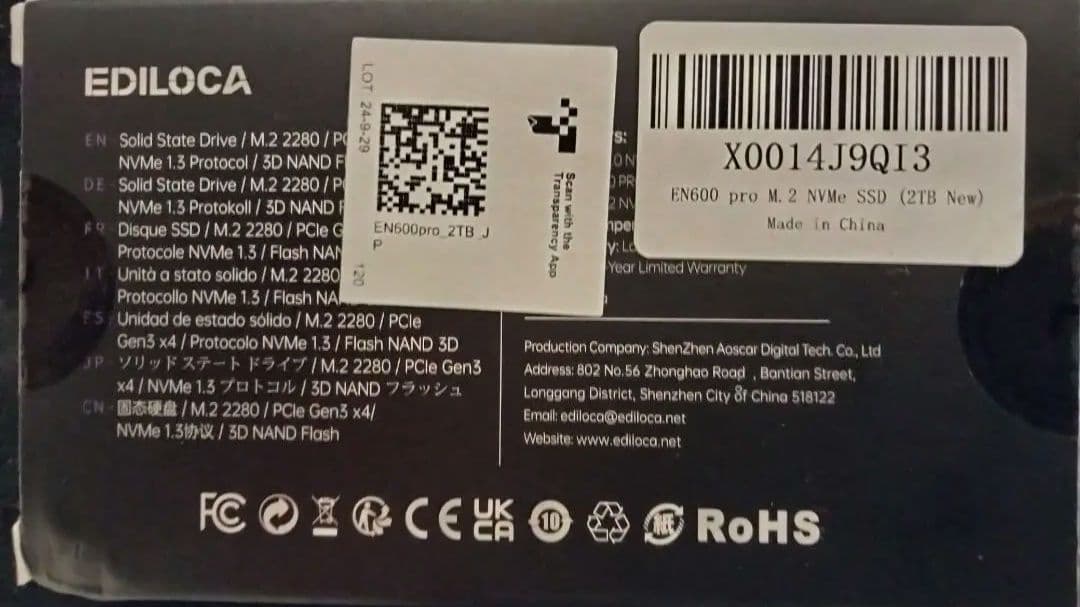 EDILOCA
EN Solid State Drive / M.2 2280 /
NVMe 1.3 Protocol / 3D NAND
DE Solid State Drive / M.2 2280 /
NVMe 1.3 Protokoll / 3D NAND
FR Disque SSD / M.2 2280 / PCIe
Protocole NVMe 1.3 / Flash
IT Unità a stato solido / M.2 2280
Protocollo NVMe 1.3 / Flash
ES Unidad de estado sólido / M.2 2280 / PCIe
Gen3 x4 / Protocolo NVMe 1.3 / Flash NAND 3D
JP ソリッド ステート ドライブ / M.2 2280 / PCIe Gen3
x4 / NVMe 1.3 プロトコル / 3D NAND フラッシュ
CN 固态硬盘 / M.2 2280 / PCIe Gen3 x4/
NVMe 1.3协议 / 3D NAND Flash
LOT 24-9-29
120
EN600pro_2TB_J
P
Scan with the
Transparency App
X0014J9QI3
EN600 pro M.2 NVMe SSD (2TB New)
Made in China
Year Limited Warranty
Production Company: ShenZhen Aoscar Digital Tech. Co., Ltd
Address: 802 No.56 Zhonghao Road , Bantian Street,
Longgang District, Shenzhen City of China 518122
Email: ediloca@ediloca.net
Website: www.ediloca.net
FC CE UK CA 10 RoHS